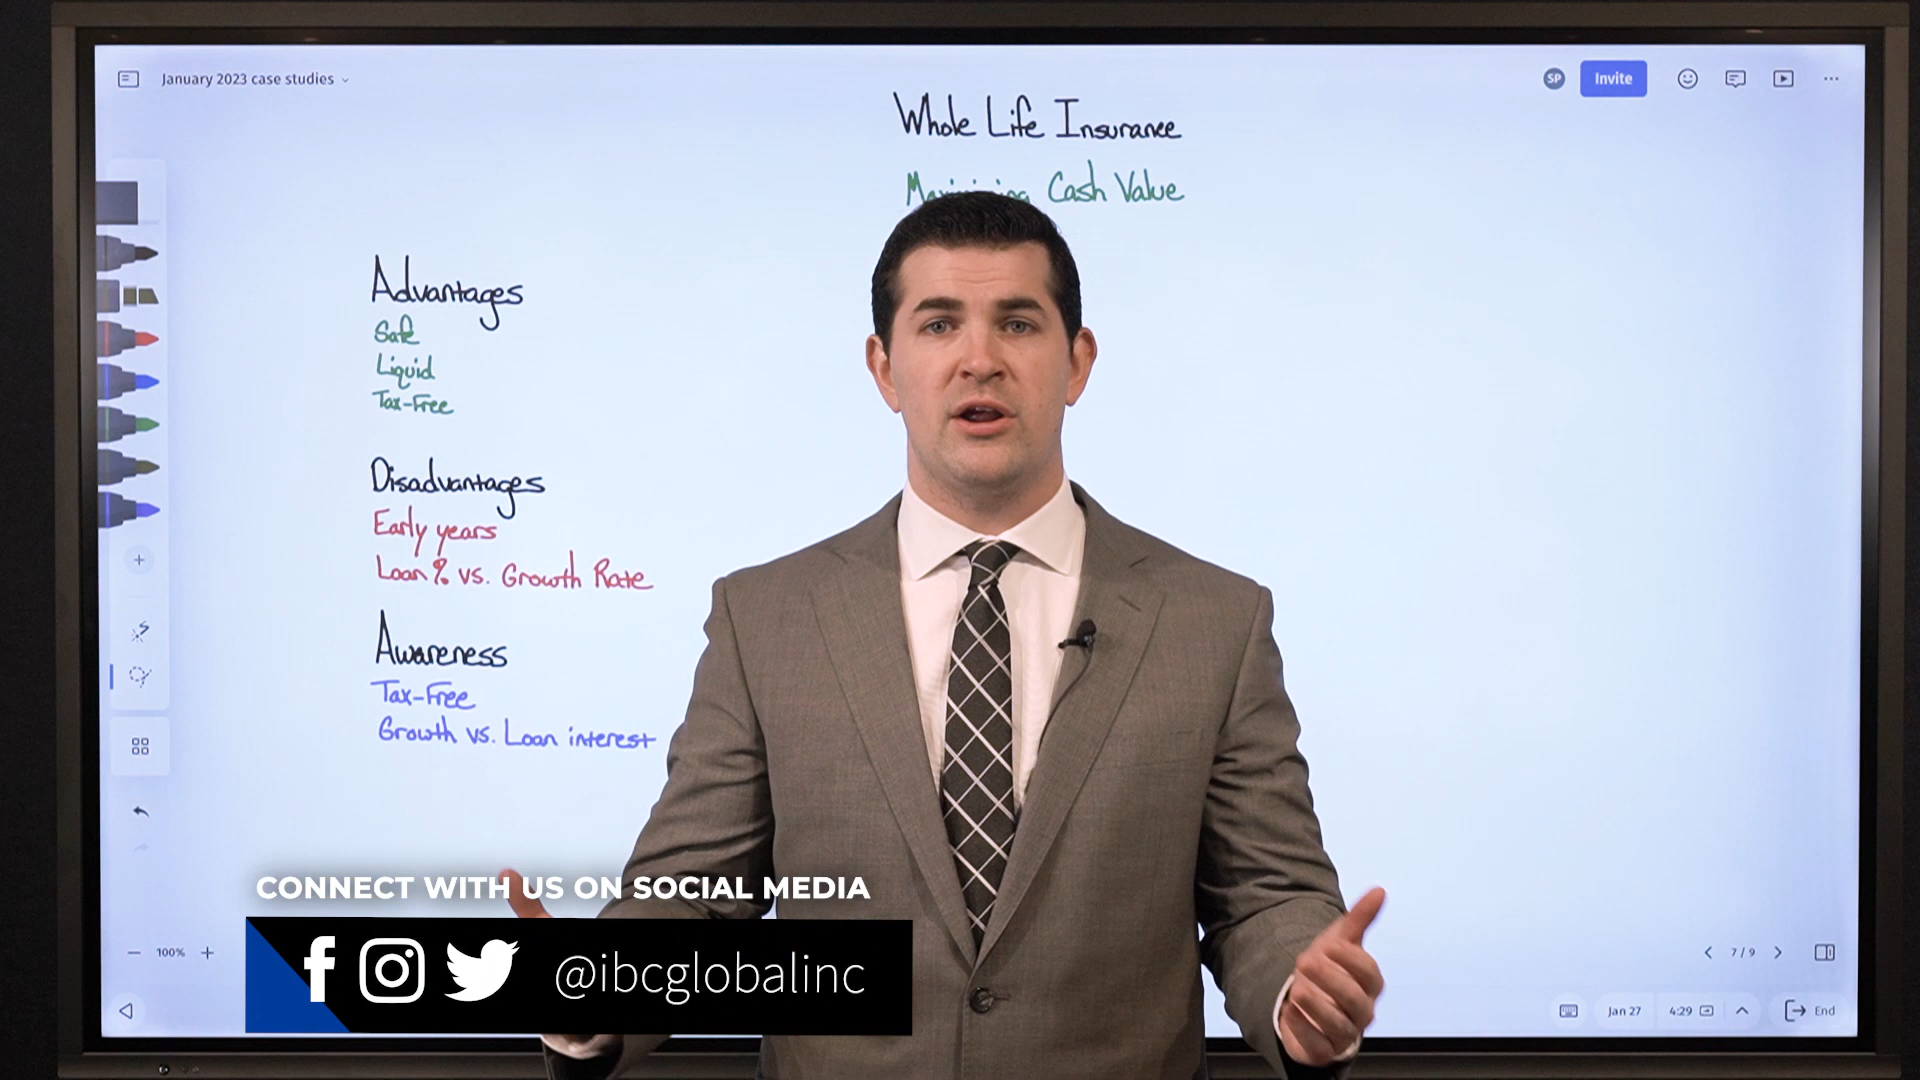 January 2023 case studies
SP
Invite
Whole Life Insurance
Cash Value
Advantages
Safe
Liquid
Tax-Free
Disadvantages
Early years
Loan % vs. Growth Rate
Awareness
Tax-Free
Growth vs. Loan interest
CONNECT WITH US ON SOCIAL MEDIA
@ibcglobalinc
100%
7/9
Jan 27
4:29
End